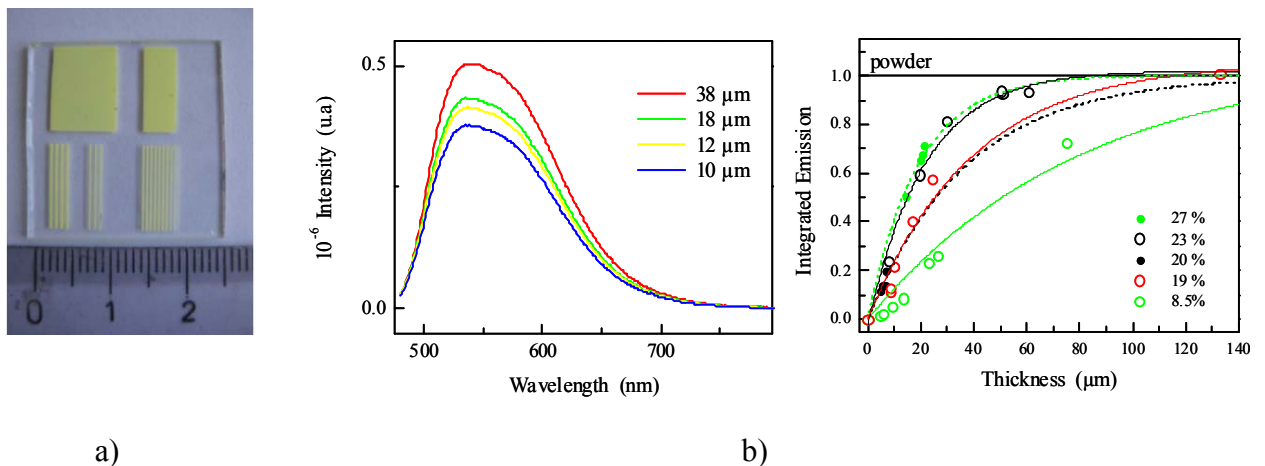 0 1 2
10⁻⁶ Intensity (u.a)
0.5
0.0
38 µm
18 µm
12 µm
10 µm
500 600 700
Wavelength (nm)
Integrated Emission
1.0
0.8
0.6
0.4
0.2
0.0
powder
27 %
23 %
20 %
19 %
8.5%
0 20 40 60 80 100 120 140
Thickness (µm)
a) b)